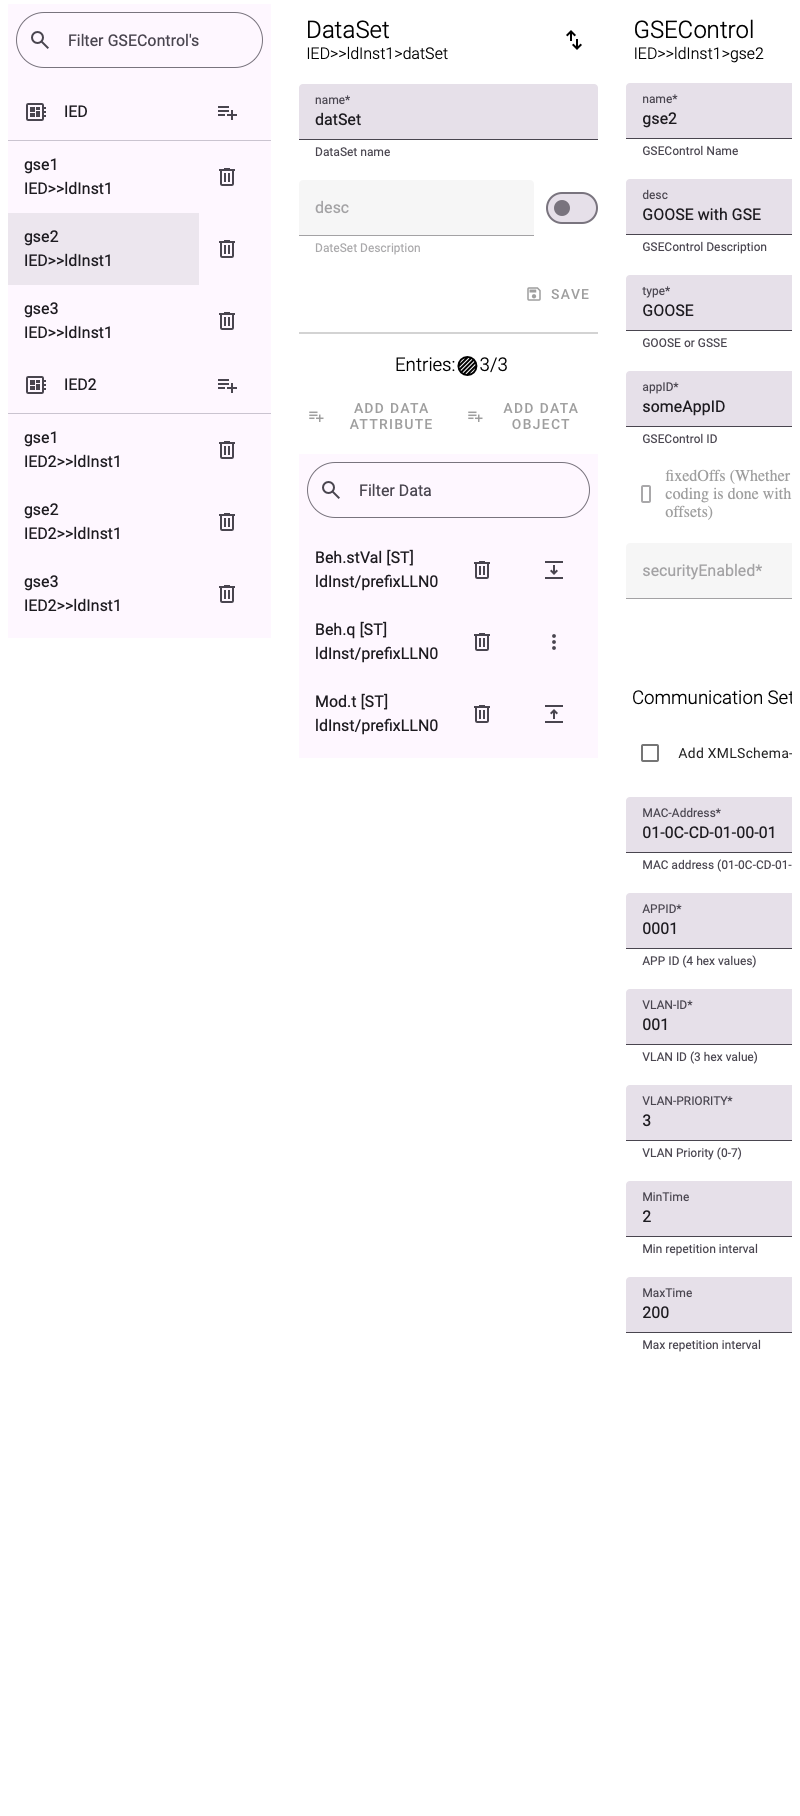 Filter GSEControl's
IED
gse1
IED>>ldInst1
gse2
IED>>ldInst1
gse3
IED>>ldInst1
IED2
gse1
IED2>>ldInst1
gse2
IED2>>ldInst1
gse3
IED2>>ldInst1
DataSet
IED>>ldInst1>datSet
name*
datSet
DataSet name
desc
DateSet Description
SAVE
Entries: 3/3
ADD DATA
ATTRIBUTE
ADD DATA
OBJECT
Filter Data
Beh.stVal [ST]
ldInst/prefixLLN0
Beh.q [ST]
ldInst/prefixLLN0
Mod.t [ST]
ldInst/prefixLLN0
GSEControl
IED>>ldInst1>gse2
name*
gse2
GSEControl Name
desc
GOOSE with GSE
GSEControl Description
type*
GOOSE
GOOSE or GSSE
appID*
someAppID
GSEControl ID
fixedOffs (Whether
coding is done with
offsets)
securityEnabled*
Communication Set
Add XMLSchema-
MAC-Address*
01-0C-CD-01-00-01
MAC address (01-0C-CD-01-
APPID*
0001
APP ID (4 hex values)
VLAN-ID*
001
VLAN ID (3 hex value)
VLAN-PRIORITY*
3
VLAN Priority (0-7)
MinTime
2
Min repetition interval
MaxTime
200
Max repetition interval